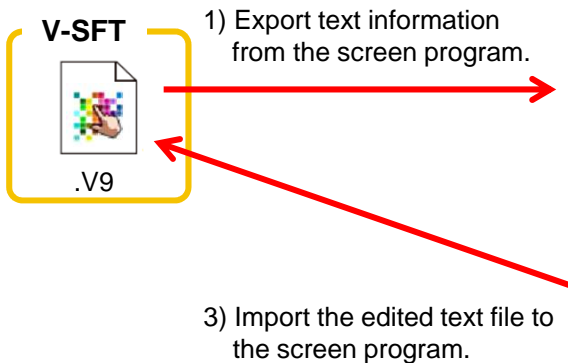 V-SFT
.V9
1) Export text information
from the screen program.
3) Import the edited text file to
the screen program.